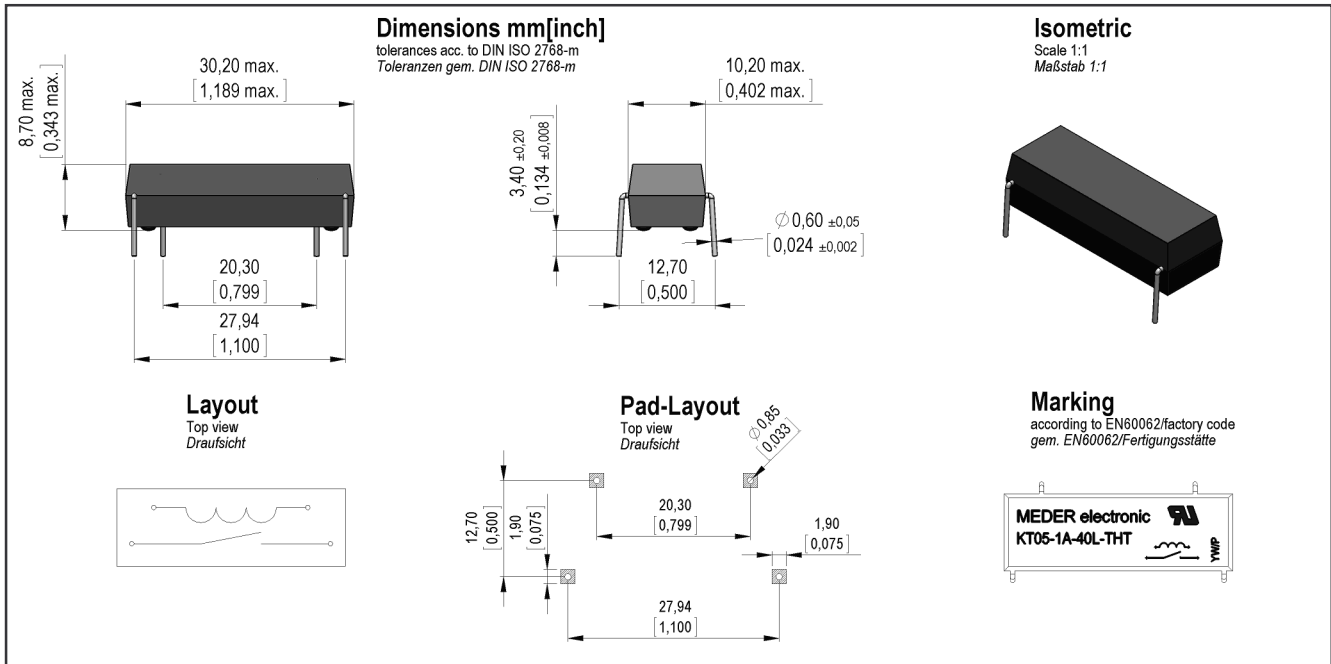 Dimensions mm[inch]
tolerances acc. to DIN ISO 2768-m
Toleranzen gem. DIN ISO 2768-m
30,20 max.
[1,189 max.]
8,70 max.
[0,343 max.]
20,30
[0,799]
27,94
[1,100]
10,20 max.
[0,402 max.]
3,40 ±0,20
[0,134 ±0,008]
Ø 0,60 ±0,05
[0,024 ±0,002]
12,70
[0,500]
Isometric
Scale 1:1
Maßstab 1:1
Layout
Top view
Draufsicht
Pad-Layout
Top view
Draufsicht
Ø 0,85
[0,033]
20,30
[0,799]
12,70
[0,500]
1,90
[0,075]
1,90
[0,075]
27,94
[1,100]
Marking
according to EN60062/factory code
gem. EN60062/Fertigungsstätte
MEDER electronic
KT05-1A-40L-THT
YW/P